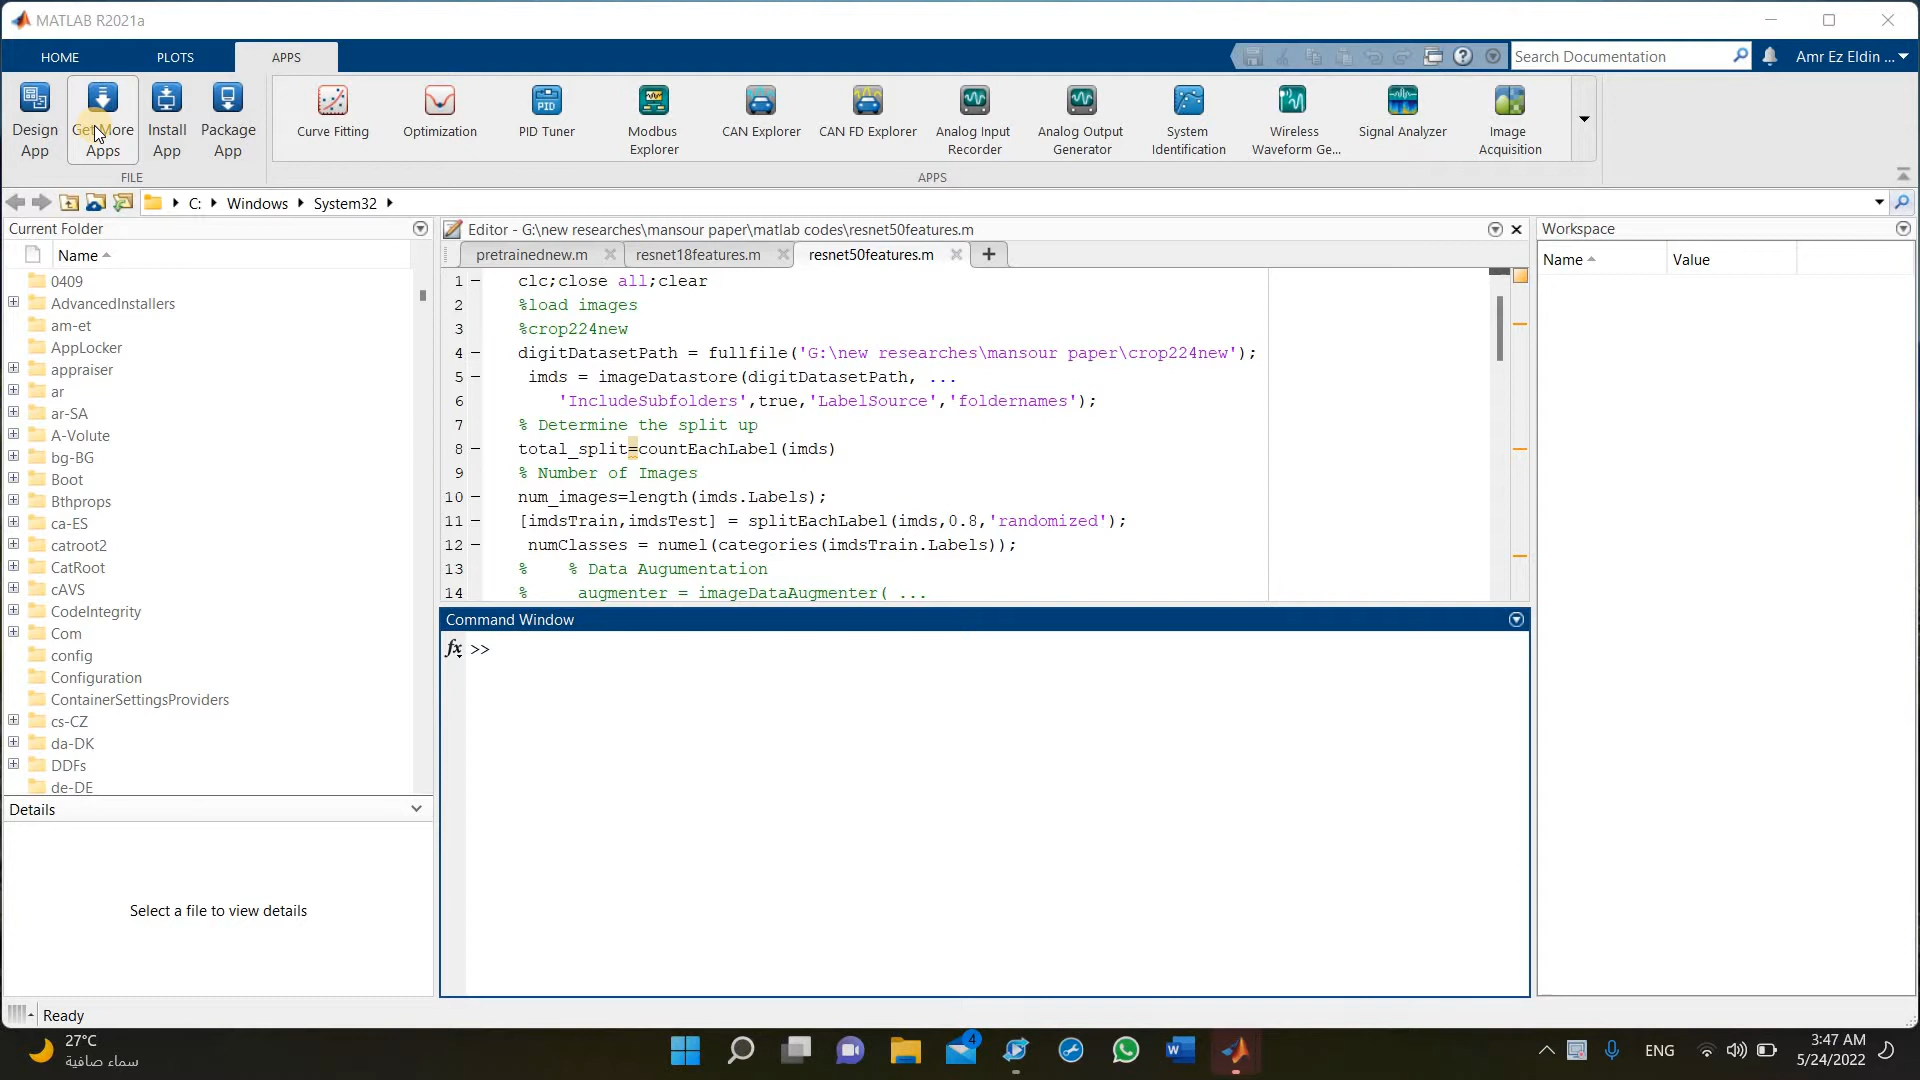 MATLAB R2021a
HOME
PLOTS
APPS
Search Documentation
Amr Ez Eldin ...
Design App
Get More Apps
Install App
Package App
Curve Fitting
Optimization
PID Tuner
Modbus Explorer
CAN Explorer
CAN FD Explorer
Analog Input Recorder
Analog Output Generator
System Identification
Wireless Waveform Ge...
Signal Analyzer
Image Acquisition
FILE
APPS
C:
Windows
System32
Current Folder
Name
0409
AdvancedInstallers
am-et
AppLocker
appraiser
ar
ar-SA
A-Volute
bg-BG
Boot
Bthprops
ca-ES
catroot2
CatRoot
cAVS
CodeIntegrity
Com
config
Configuration
ContainerSettingsProviders
cs-CZ
da-DK
DDFs
de-DE
Details
Select a file to view details
Editor - G:\new researches\mansour paper\matlab codes\resnet50features.m
pretrainednew.m
resnet18features.m
resnet50features.m
1 clc;close all;clear
2 %load images
3 %crop224new
4 digitDatasetPath = fullfile('G:\new researches\mansour paper\crop224new');
5 imds = imageDatastore(digitDatasetPath, ...
6 'IncludeSubfolders',true,'LabelSource','foldernames');
7 % Determine the split up
8 total_split=countEachLabel(imds)
9 % Number of Images
10 num_images=length(imds.Labels);
11 [imdsTrain,imdsTest] = splitEachLabel(imds,0.8,'randomized');
12 numClasses = numel(categories(imdsTrain.Labels));
13 % % Data Augumentation
14 % augmenter = imageDataAugmenter( ...
Command Window
fx >>
Workspace
Name
Value
Ready
27°C
سماء صافية
4
ENG
3:47 AM
5/24/2022